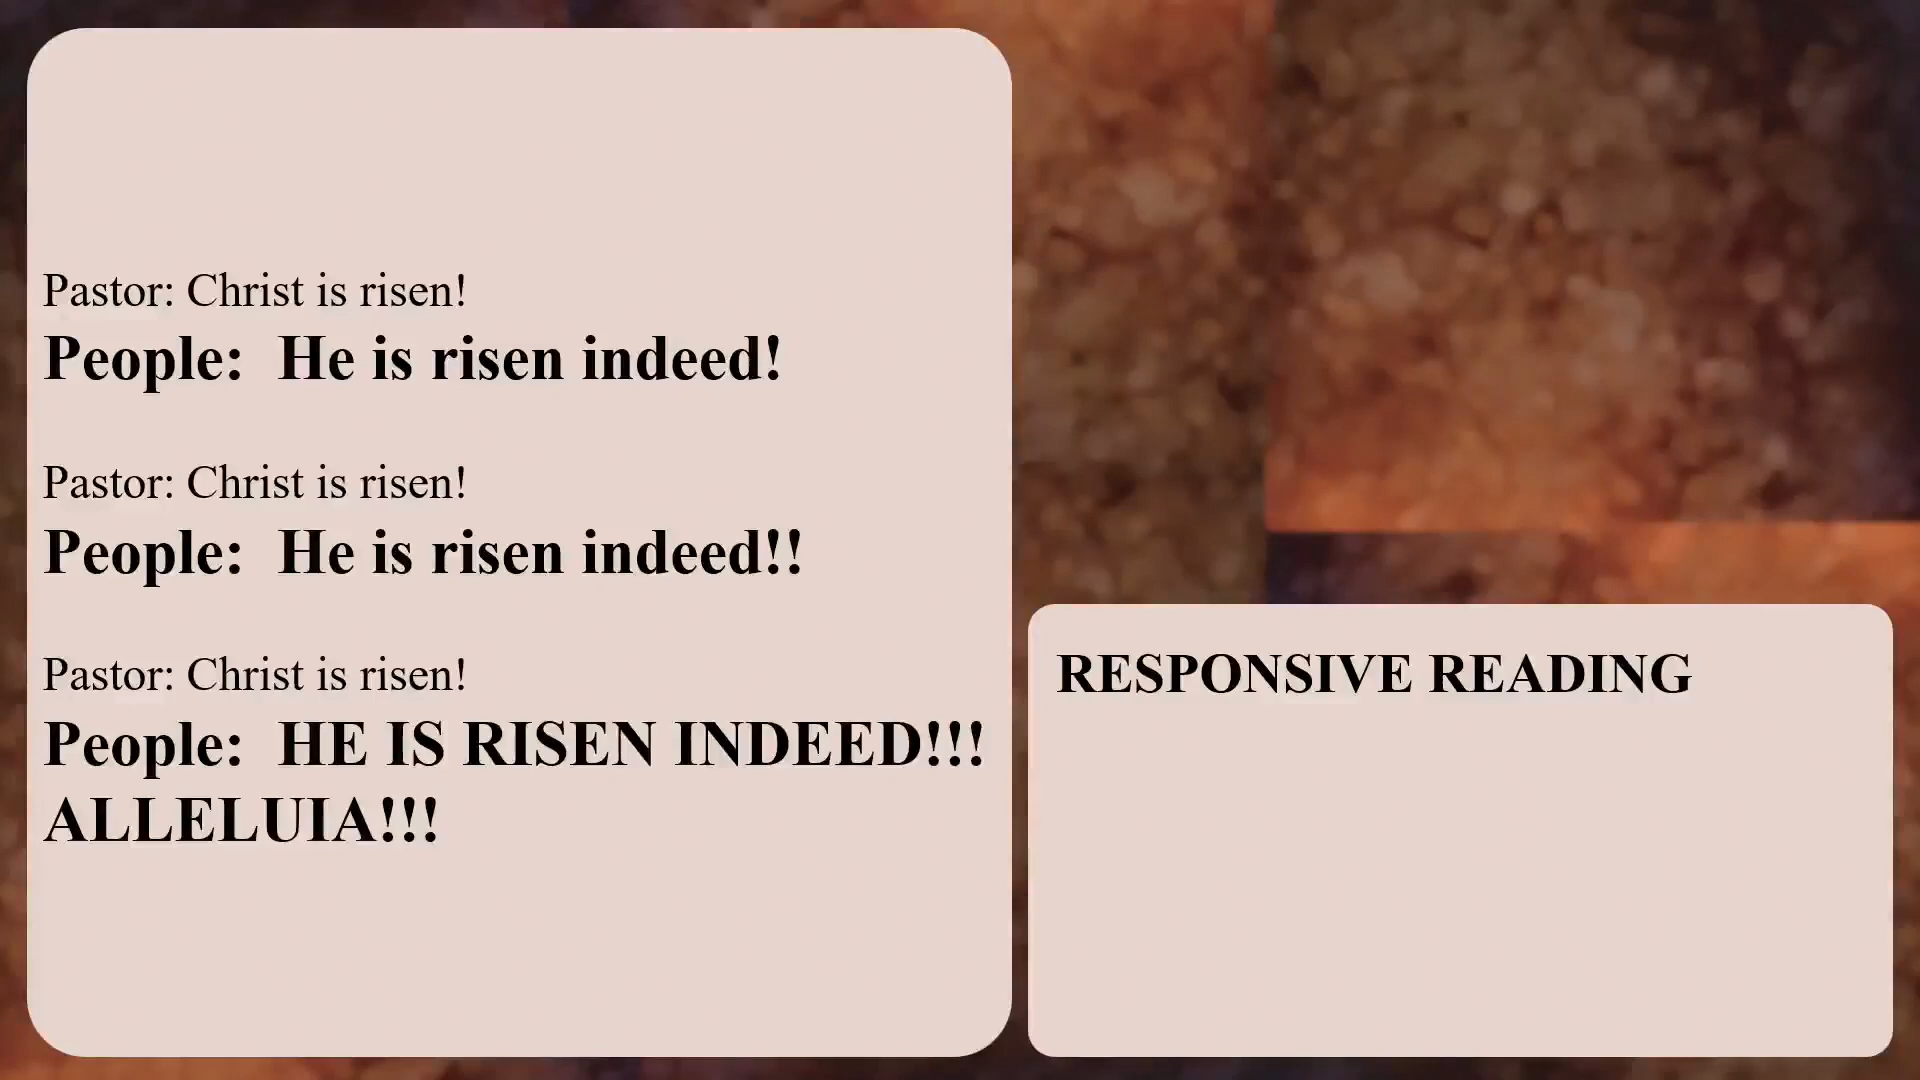 Pastor: Christ is risen!
People:  He is risen indeed!
Pastor: Christ is risen!
People:  He is risen indeed!!
Pastor: Christ is risen!
People:  HE IS RISEN INDEED!!!
ALLELUIA!!!
RESPONSIVE READING